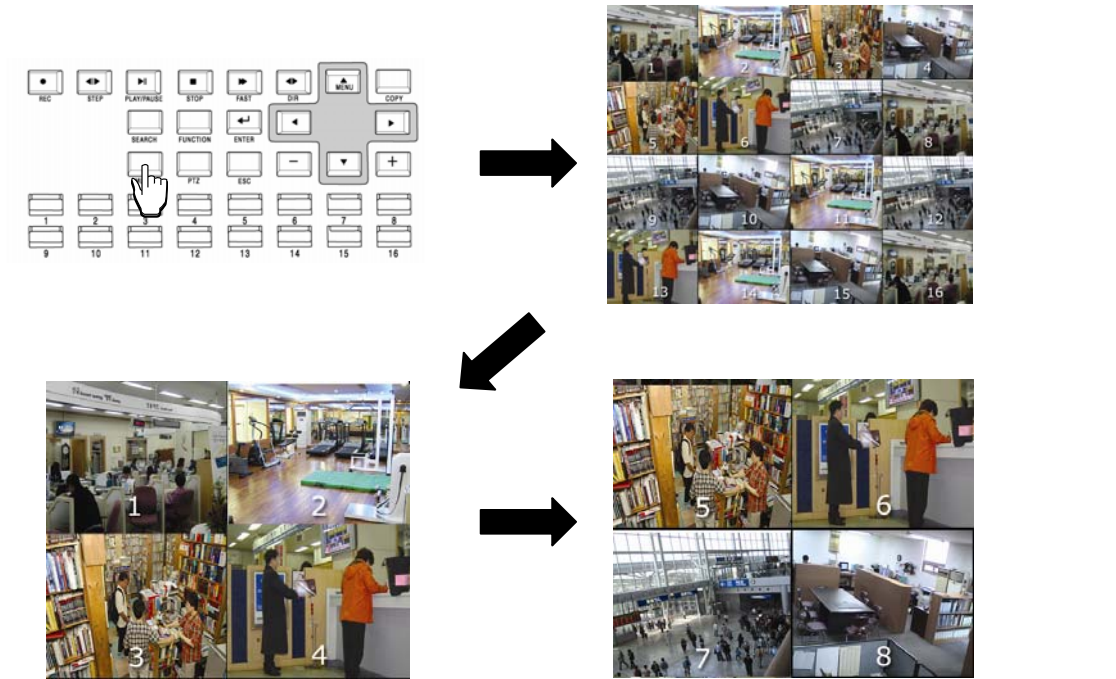 REC STEP PLAY/PAUSE STOP FAST DIR MENU COPY
SEARCH FUNCTION ENTER
PTZ ESC
1 2 3 4 5 6 7 8
9 10 11 12 13 14 15 16
1 2 3 4
5 6 7 8
9 10 11 12
13 14 15 16
1 2
3 4
5 6
7 8